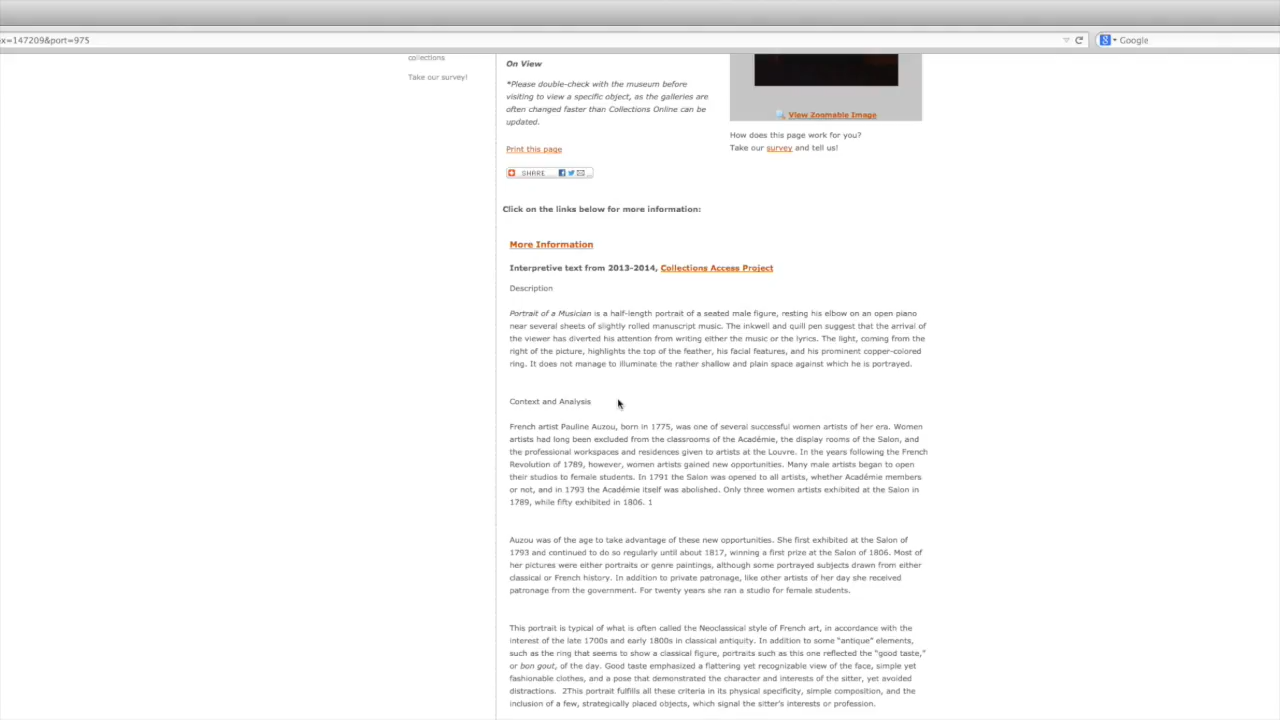 ex=147209&port=975
Google
collections
Take our survey!
On View
*Please double-check with the museum before
visiting to view a specific object, as the galleries are
often changed faster than Collections Online can be
updated.
Print this page
SHARE
View Zoomable Image
How does this page work for you?
Take our survey and tell us!
Click on the links below for more information:
More Information
Interpretive text from 2013-2014, Collections Access Project
Description
Portrait of a Musician is a half-length portrait of a seated male figure, resting his elbow on an open piano
near several sheets of slightly rolled manuscript music. The inkwell and quill pen suggest that the arrival of
the viewer has diverted his attention from writing either the music or the lyrics. The light, coming from the
right of the picture, highlights the top of the feather, his facial features, and his prominent copper-colored
ring. It does not manage to illuminate the rather shallow and plain space against which he is portrayed.
Context and Analysis
French artist Pauline Auzou, born in 1775, was one of several successful women artists of her era. Women
artists had long been excluded from the classrooms of the Académie, the display rooms of the Salon, and
the professional workspaces and residences given to artists at the Louvre. In the years following the French
Revolution of 1789, however, women artists gained new opportunities. Many male artists began to open
their studios to female students. In 1791 the Salon was opened to all artists, whether Académie members
or not, and in 1793 the Académie itself was abolished. Only three women artists exhibited at the Salon in
1789, while fifty exhibited in 1806. 1
Auzou was of the age to take advantage of these new opportunities. She first exhibited at the Salon of
1793 and continued to do so regularly until about 1817, winning a first prize at the Salon of 1806. Most of
her pictures were either portraits or genre paintings, although some portrayed subjects drawn from either
classical or French history. In addition to private patronage, like other artists of her day she received
patronage from the government. For twenty years she ran a studio for female students.
This portrait is typical of what is often called the Neoclassical style of French art, in accordance with the
interest of the late 1700s and early 1800s in classical antiquity. In addition to some "antique" elements,
such as the ring that seems to show a classical figure, portraits such as this one reflected the "good taste,"
or bon gout, of the day. Good taste emphasized a flattering yet recognizable view of the face, simple yet
fashionable clothes, and a pose that demonstrated the character and interests of the sitter, yet avoided
distractions.  2This portrait fulfills all these criteria in its physical specificity, simple composition, and the
inclusion of a few, strategically placed objects, which signal the sitter's interests or profession.